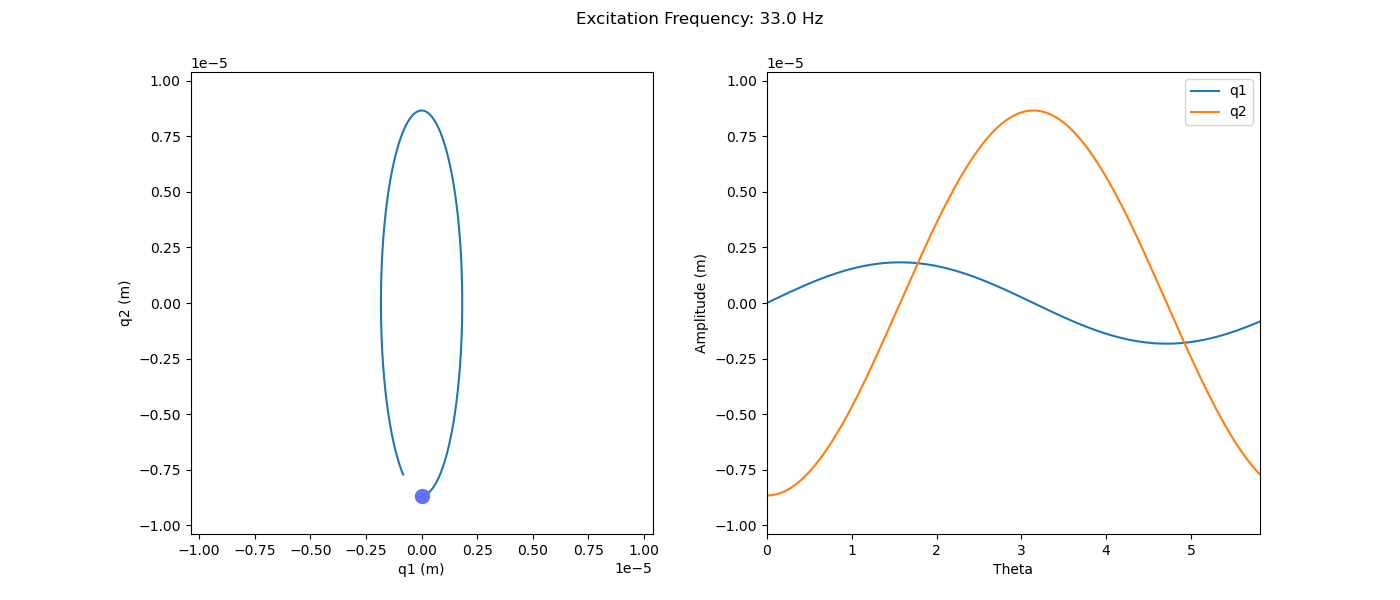 Excitation Frequency: 33.0 Hz
1e−5
1.00
0.75
0.50
0.25
0.00
−0.25
−0.50
−0.75
−1.00
q2 (m)
−1.00 −0.75 −0.50 −0.25 0.00 0.25 0.50 0.75 1.00
q1 (m)
1e−5
1e−5
1.00
0.75
0.50
0.25
0.00
−0.25
−0.50
−0.75
−1.00
Amplitude (m)
q1
q2
0 1 2 3 4 5
Theta